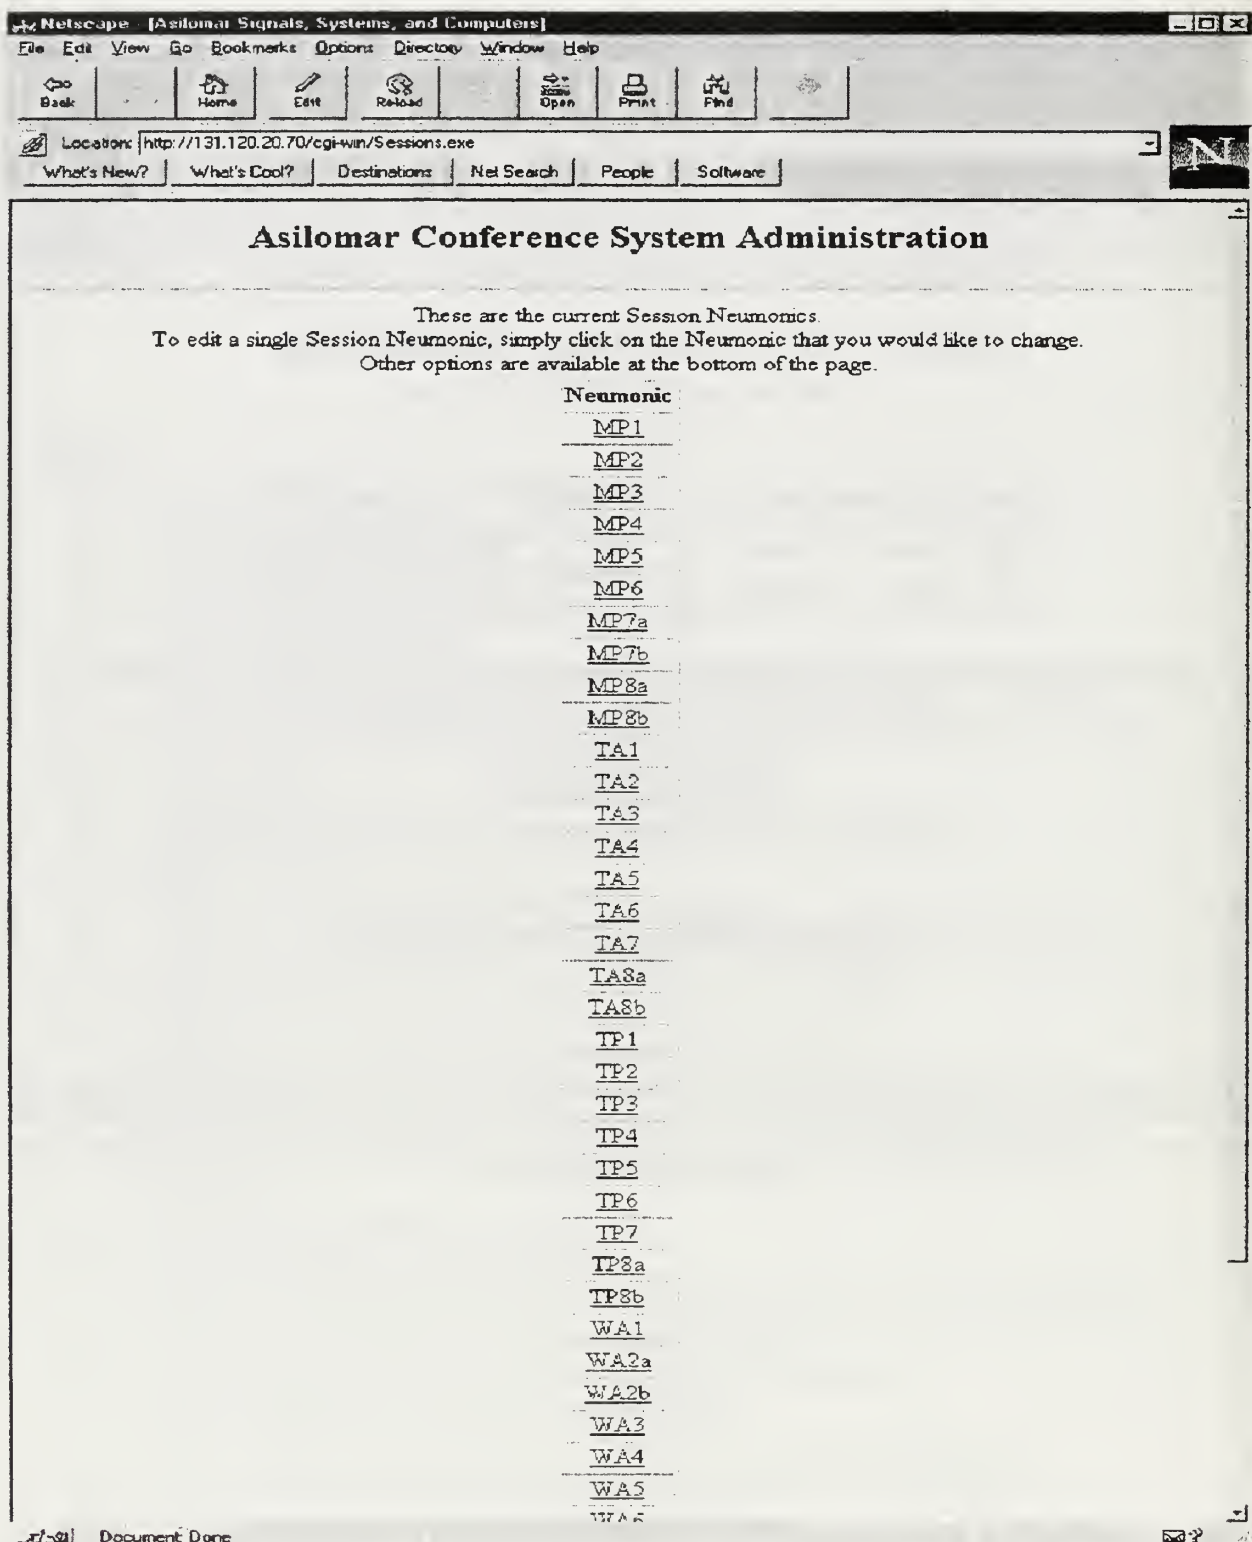 Netscape - [Asilomar Signals, Systems, and Computers]
File Edit View Go Bookmarks Options Directory Window Help
Back Home Edit Reload Open Print Find
Location: http://131.120.20.70/cgi-win/Sessions.exe
What's New? What's Cool? Destinations Net Search People Software
Asilomar Conference System Administration
These are the current Session Neumonics.
To edit a single Session Neumonic, simply click on the Neumonic that you would like to change.
Other options are available at the bottom of the page.
Neumonic
MP1
MP2
MP3
MP4
MP5
MP6
MP7a
MP7b
MP8a
MP8b
TA1
TA2
TA3
TA4
TA5
TA6
TA7
TA8a
TA8b
TP1
TP2
TP3
TP4
TP5
TP6
TP7
TP8a
TP8b
WA1
WA2a
WA2b
WA3
WA4
WA5
WA6
Document: Done